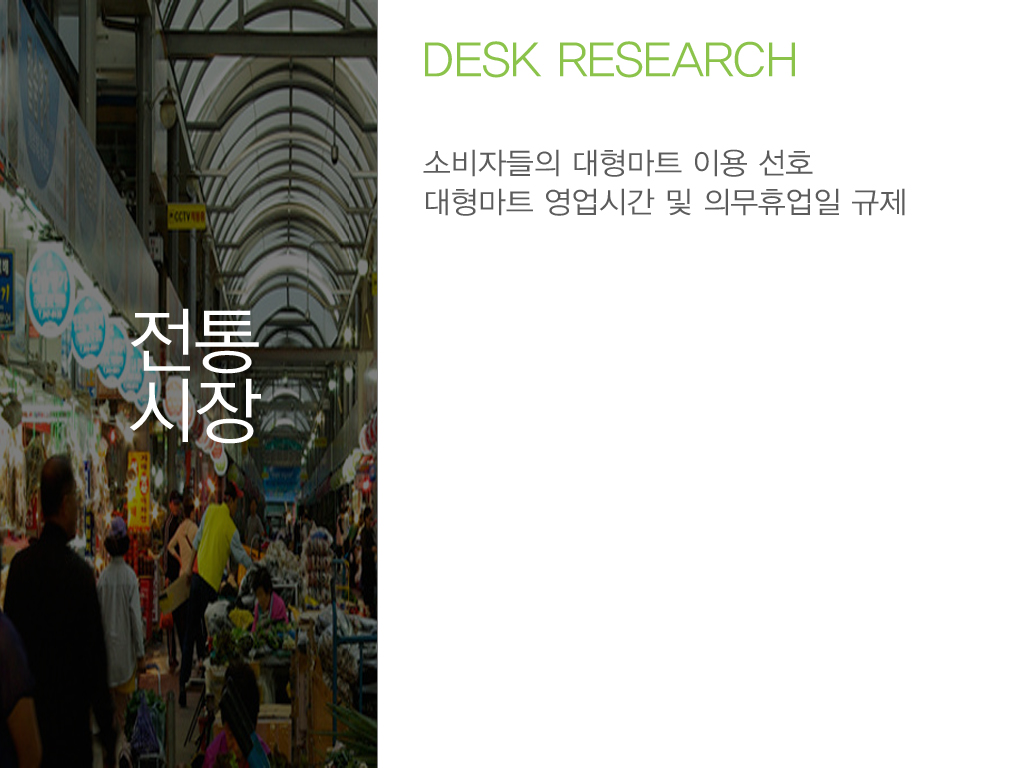 DESK RESEARCH
소비자들의 대형마트 이용 선호
대형마트 영업시간 및 의무휴업일 규제
전통
시장
CCTV